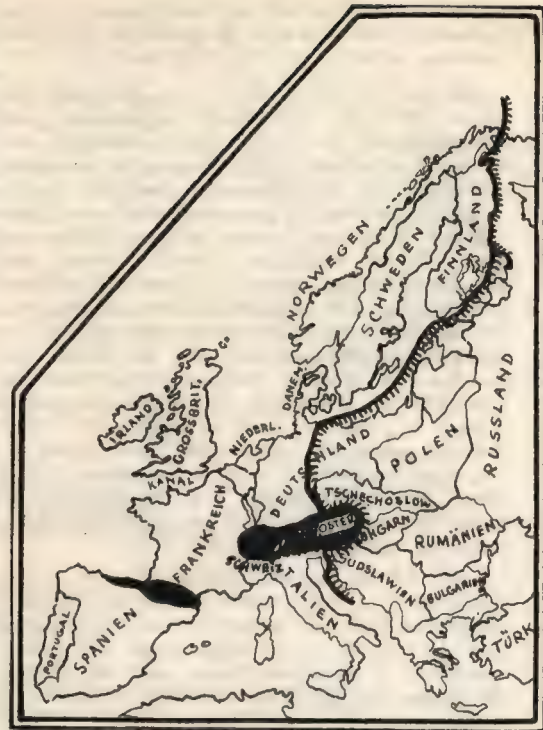 NORWEGEN
SCHWEDEN
FINNLAND
IRLAND
GROSSBRIT.
DÄNEM.
NIEDERL.
KANAL
DEUTSCHLAND
POLEN
RUSSLAND
FRANKREICH
TSCHECHOSLOW.
ÖSTER
UNGARN
RUMÄNIEN
SCHWEIZ
ITALIEN
JUGOSLAWIEN
BULGARIEN
TÜRK
PORTUGAL
SPANIEN